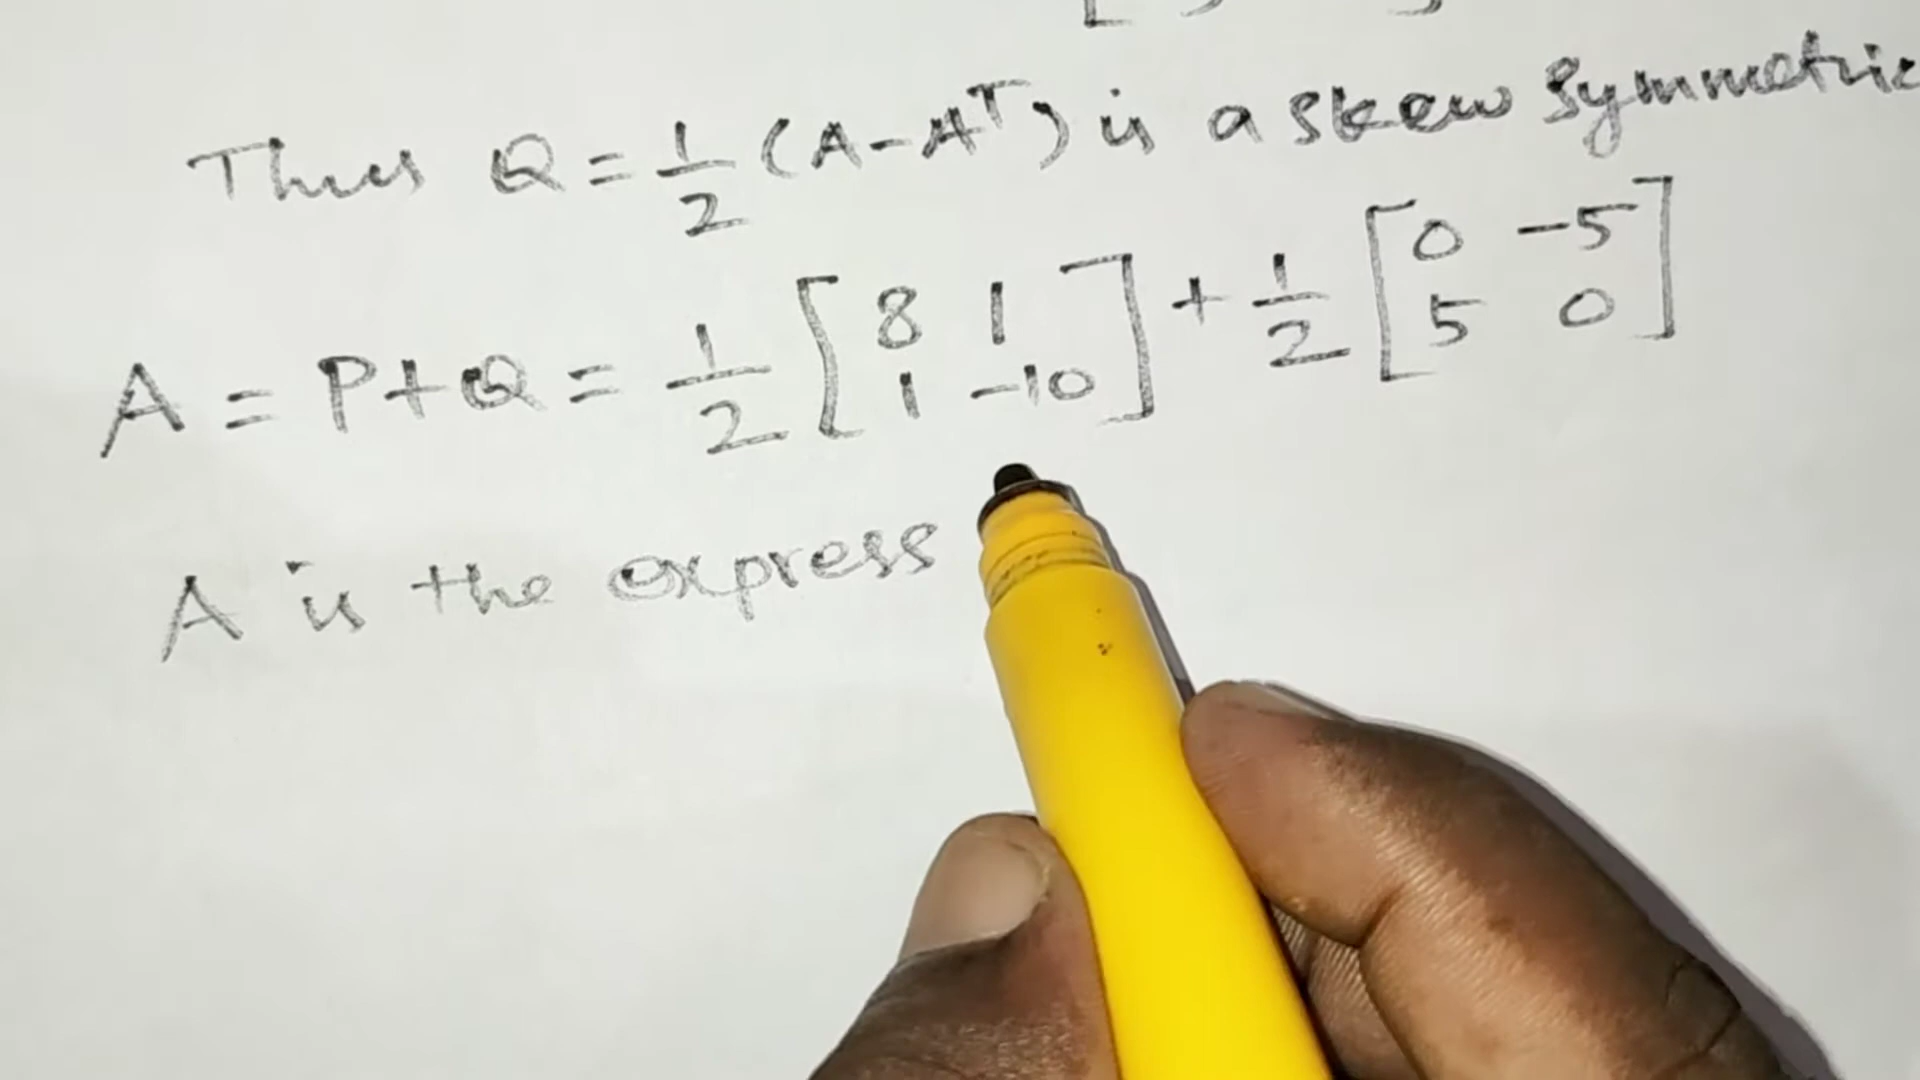 Thus Q = 1/2 (A - A^T) is a skew symmetric
A = P+Q = 1/2 [8 1; 1 -10] + 1/2 [0 -5; 5 0]
A is the express